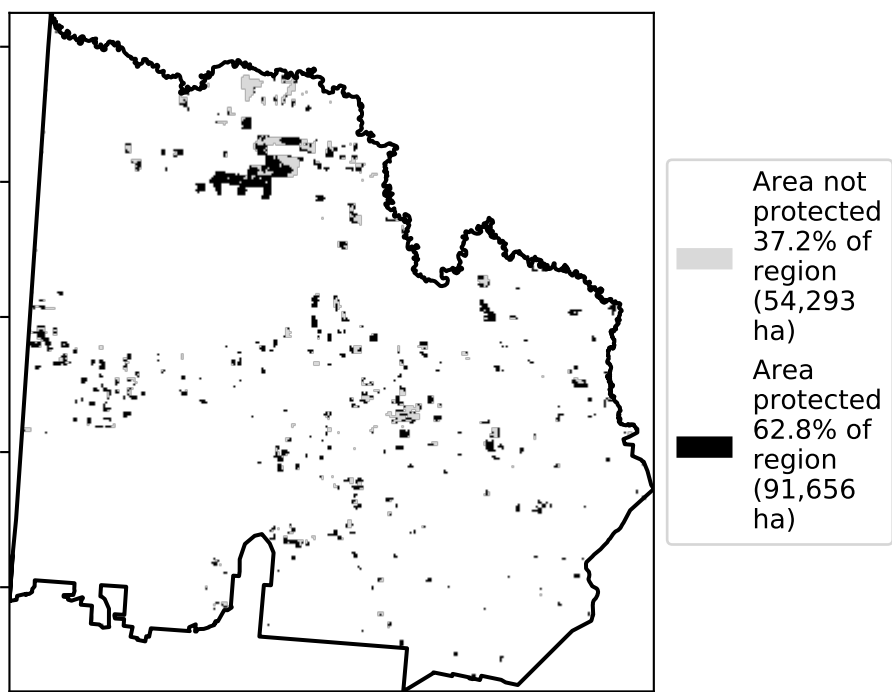 Area not
protected
37.2% of
region
(54,293
ha)
Area
protected
62.8% of
region
(91,656
ha)